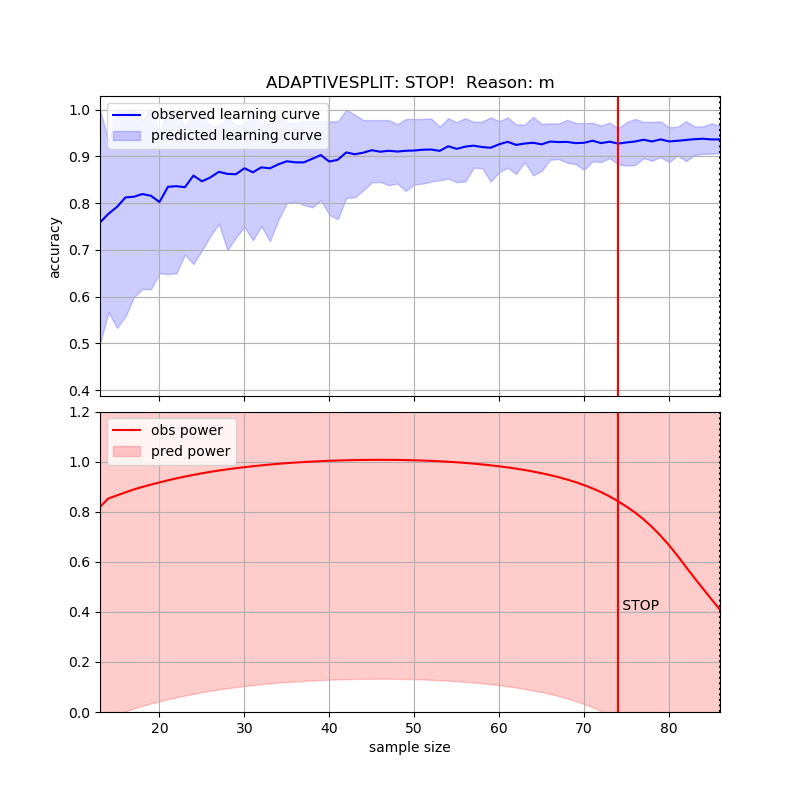 ADAPTIVESPLIT: STOP!  Reason: m
observed learning curve
predicted learning curve
accuracy
1.0
0.9
0.8
0.7
0.6
0.5
0.4
obs power
pred power
1.2
1.0
0.8
0.6
0.4
0.2
0.0
STOP
20 30 40 50 60 70 80
sample size